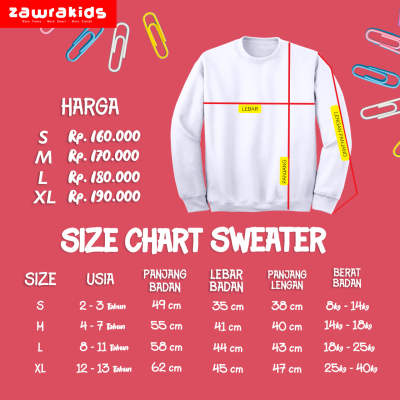 zawrakids
HARGA
S Rp. 160.000
M Rp. 170.000
L Rp. 180.000
XL Rp. 190.000
LEBAR
PANJANG
LENGAN PANJANG
SIZE CHART SWEATER
SIZE USIA PANJANG BADAN LEBAR BADAN PANJANG LENGAN BERAT BADAN
S 2 - 3 Tahun 49 cm 35 cm 38 cm 8kg - 14kg
M 4 - 7 Tahun 55 cm 41 cm 40 cm 14kg - 18kg
L 8 - 11 Tahun 58 cm 44 cm 43 cm 18kg - 25kg
XL 12 - 13 Tahun 62 cm 45 cm 47 cm 25kg - 40kg